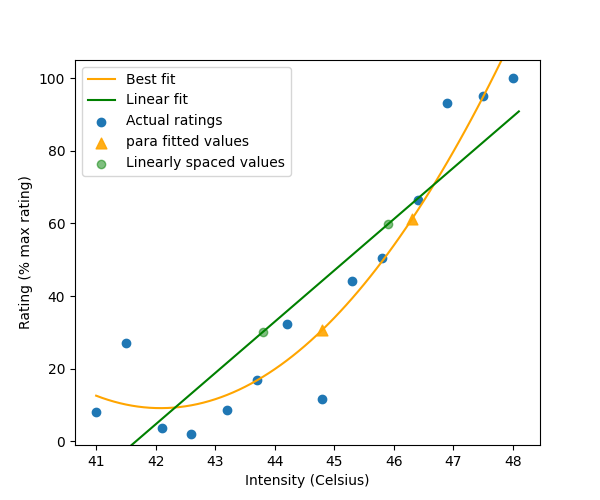 Best fit
Linear fit
Actual ratings
para fitted values
Linearly spaced values
100
80
60
40
20
0
Rating (% max rating)
41 42 43 44 45 46 47 48
Intensity (Celsius)